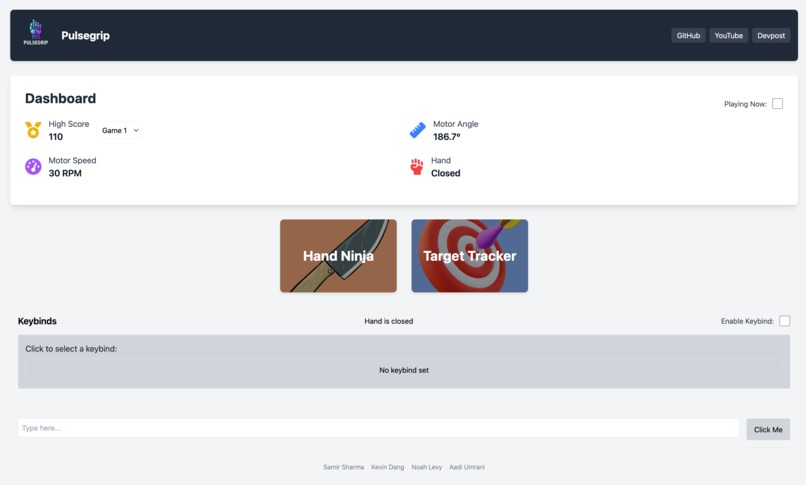 PULSEGRIP
Pulsegrip
GitHub
YouTube
Devpost
Dashboard
Playing Now:
High Score
110
Game 1
Motor Angle
186.7°
Motor Speed
30 RPM
Hand
Closed
Hand Ninja
Target Tracker
Keybinds
Hand is closed
Enable Keybind:
Click to select a keybind:
No keybind set
Type here...
Click Me
Samir Sharma Kevin Dang Noah Levy Aadi Umrani